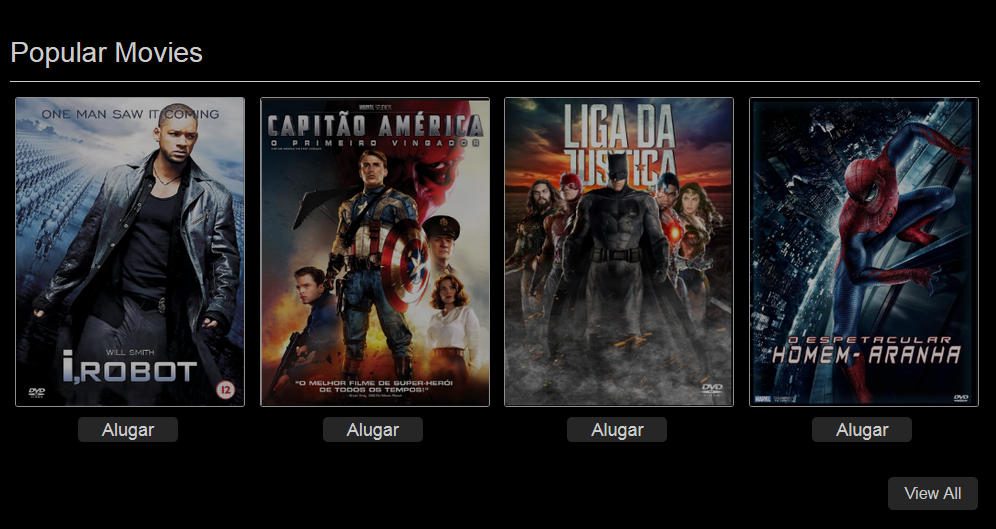 Popular Movies
ONE MAN SAW IT COMING
WILL SMITH
i,ROBOT
DVD
12
MARVEL STUDIOS
CAPITÃO AMÉRICA
O PRIMEIRO VINGADOR
"O MELHOR FILME DE SUPER-HERÓI
DE TODOS OS TEMPOS!"
LIGA DA
JUSTIÇA
DVD
O ESPETACULAR
HOMEM-ARANHA
MARVEL
DVD
Alugar
Alugar
Alugar
Alugar
View All